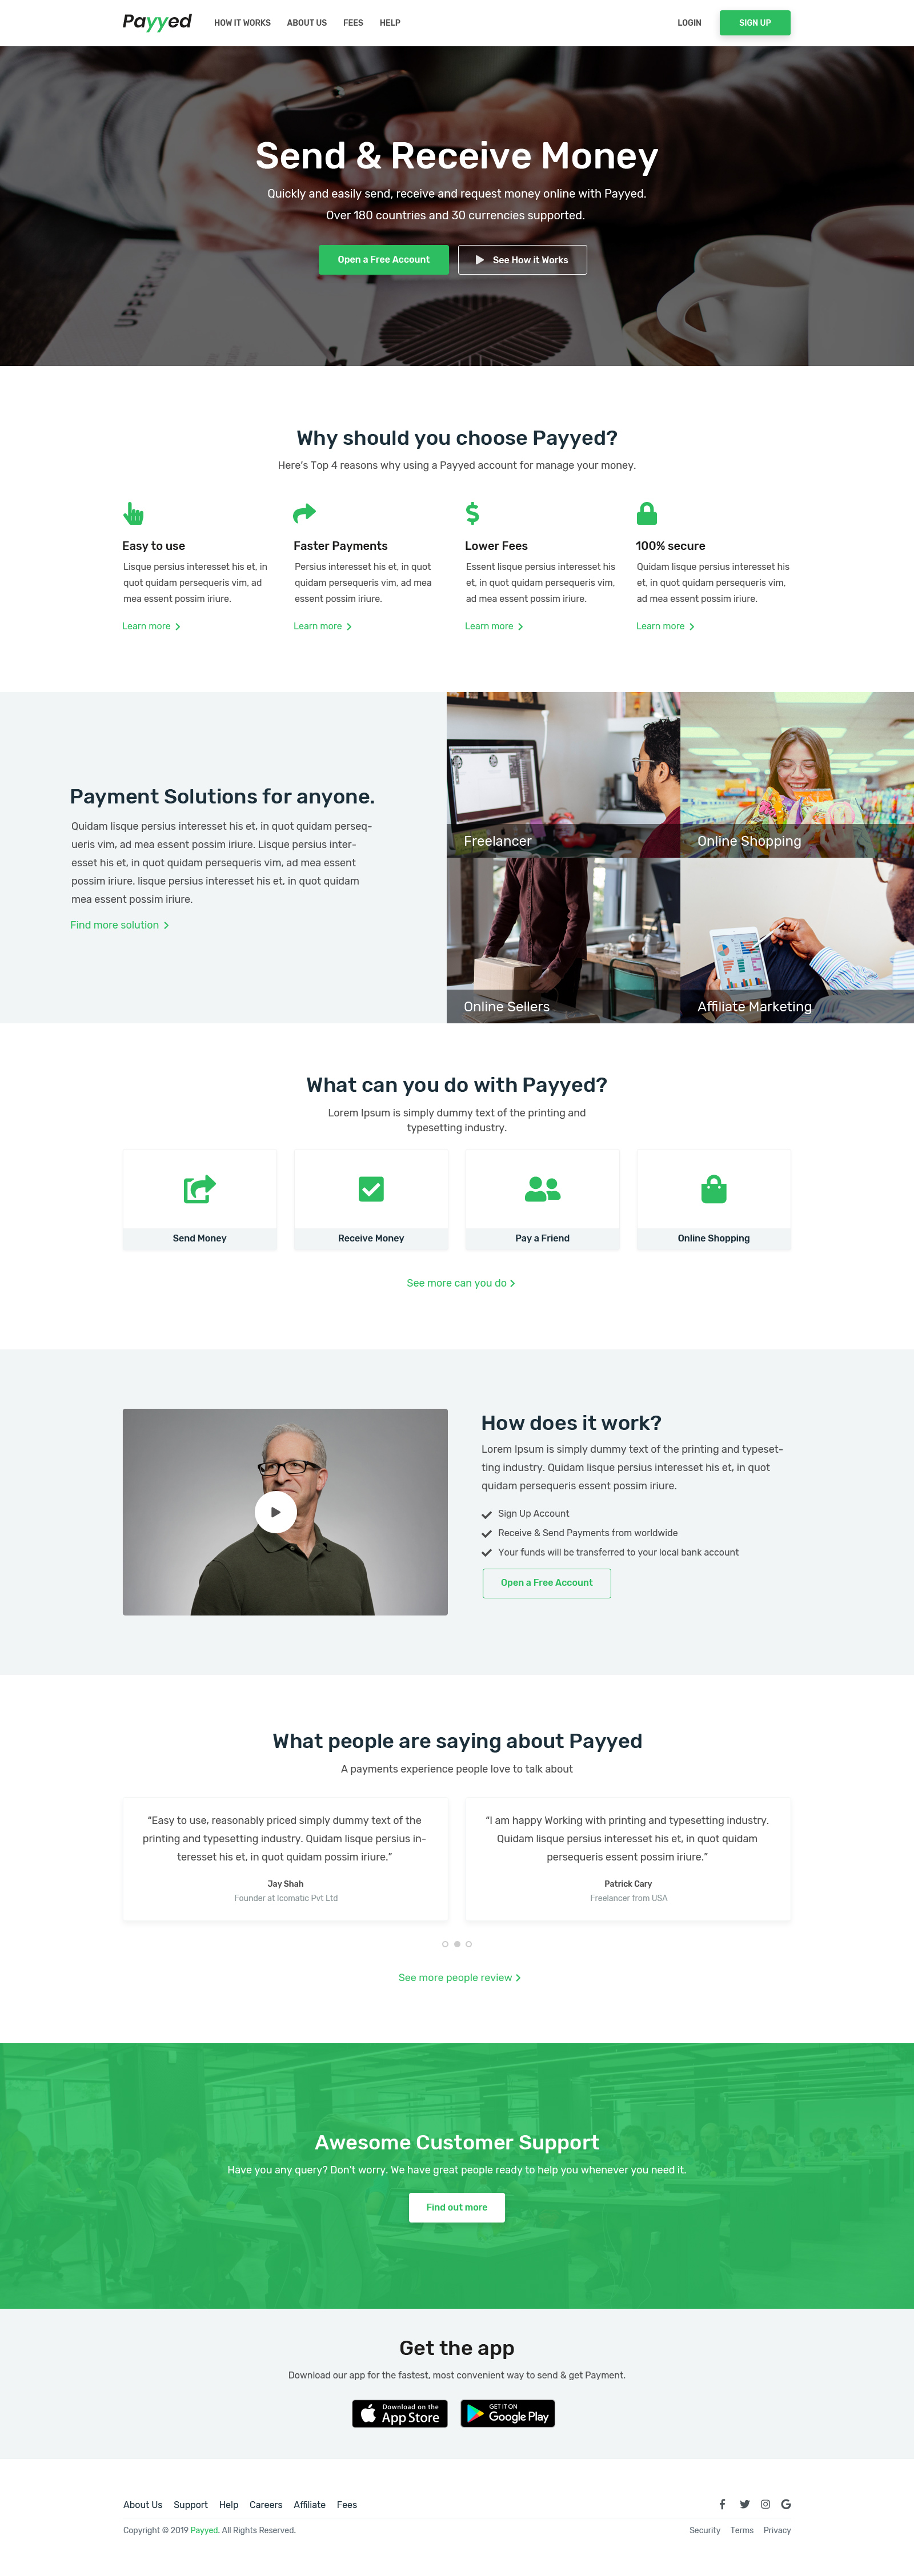 Payyed
HOW IT WORKS
ABOUT US
FEES
HELP
LOGIN
SIGN UP
Send & Receive Money
Quickly and easily send, receive and request money online with Payyed.
Over 180 countries and 30 currencies supported.
Open a Free Account
See How it Works
Why should you choose Payyed?
Here's Top 4 reasons why using a Payyed account for manage your money.
Easy to use
Lisque persius interesset his et, in
quot quidam persequeris vim, ad
mea essent possim iriure.
Learn more
Faster Payments
Persius interesset his et, in quot
quidam persequeris vim, ad mea
essent possim iriure.
Learn more
Lower Fees
Essent lisque persius interesset his
et, in quot quidam persequeris vim,
ad mea essent possim iriure.
Learn more
100% secure
Quidam lisque persius interesset his
et, in quot quidam persequeris vim,
ad mea essent possim iriure.
Learn more
Payment Solutions for anyone.
Quidam lisque persius interesset his et, in quot quidam perseq-
ueris vim, ad mea essent possim iriure. Lisque persius inter-
esset his et, in quot quidam persequeris vim, ad mea essent
possim iriure. lisque persius interesset his et, in quot quidam
mea essent possim iriure.
Find more solution
Freelancer
Online Shopping
Online Sellers
Affiliate Marketing
What can you do with Payyed?
Lorem Ipsum is simply dummy text of the printing and
typesetting industry.
Send Money
Receive Money
Pay a Friend
Online Shopping
See more can you do
How does it work?
Lorem Ipsum is simply dummy text of the printing and typeset-
ting industry. Quidam lisque persius interesset his et, in quot
quidam persequeris essent possim iriure.
Sign Up Account
Receive & Send Payments from worldwide
Your funds will be transferred to your local bank account
Open a Free Account
What people are saying about Payyed
A payments experience people love to talk about
“Easy to use, reasonably priced simply dummy text of the
printing and typesetting industry. Quidam lisque persius in-
teresset his et, in quot quidam possim iriure.”
Jay Shah
Founder at Icomatic Pvt Ltd
“I am happy Working with printing and typesetting industry.
Quidam lisque persius interesset his et, in quot quidam
persequeris essent possim iriure.”
Patrick Cary
Freelancer from USA
See more people review
Awesome Customer Support
Have you any query? Don't worry. We have great people ready to help you whenever you need it.
Find out more
Get the app
Download our app for the fastest, most convenient way to send & get Payment.
Download on the
App Store
GET IT ON
Google Play
About Us
Support
Help
Careers
Affiliate
Fees
Copyright © 2019 Payyed. All Rights Reserved.
Security
Terms
Privacy